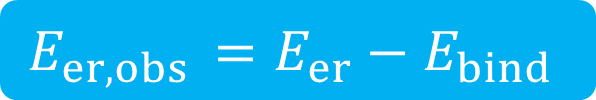 E_er,obs = E_er − E_bind